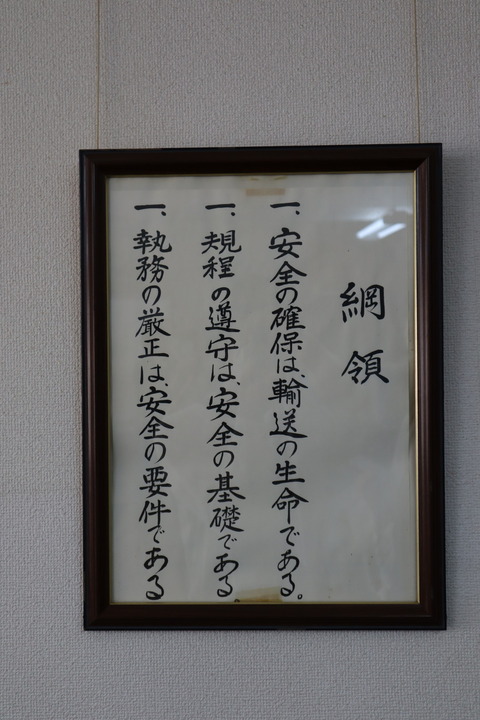 綱領
一、安全の確保は、輸送の生命である。
一、規程の遵守は、安全の基礎である。
一、執務の厳正は、安全の要件である